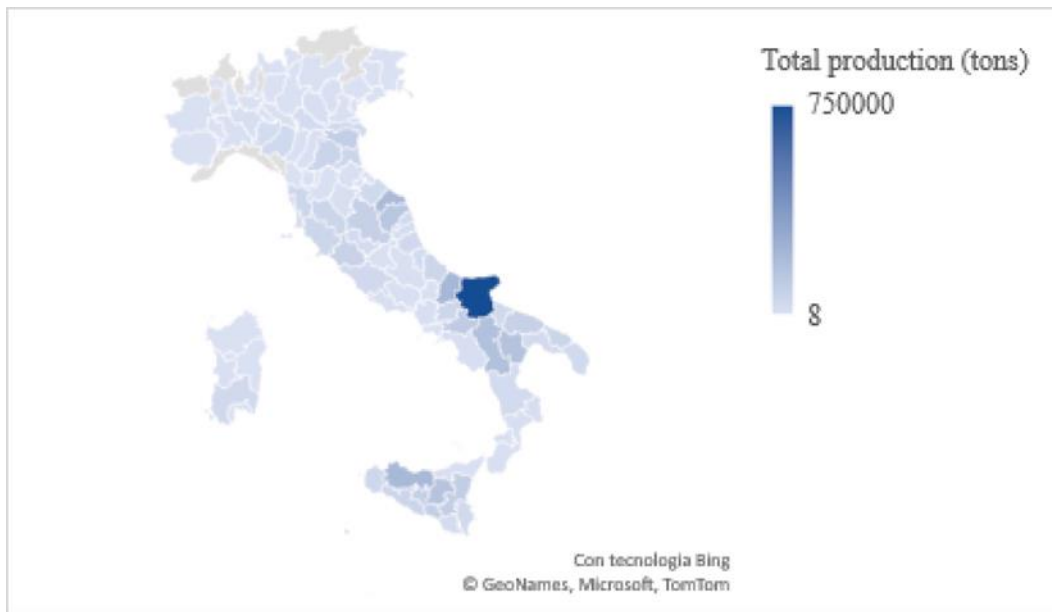 Total production (tons)
750000
8
Con tecnologia Bing
© GeoNames, Microsoft, TomTom